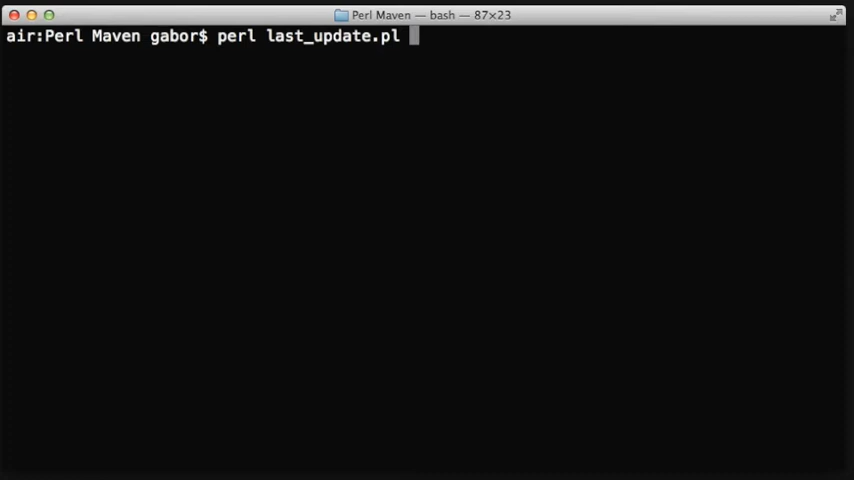 Perl Maven — bash — 87×23
air:Perl Maven gabor$ perl last_update.pl